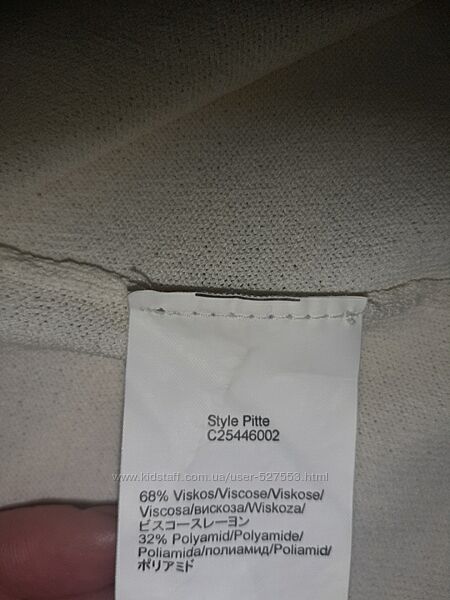 Style Pitte
C25446002
www.kidstaff.com.ua/user-527553.html
68% Viskos/Viscose/Viskose/
Viscosa/вискоза/Wiskoza/
ビスコースレーヨン
32% Polyamid/Polyamide/
Poliamida/полиамид/Poliamid/
ポリアミド